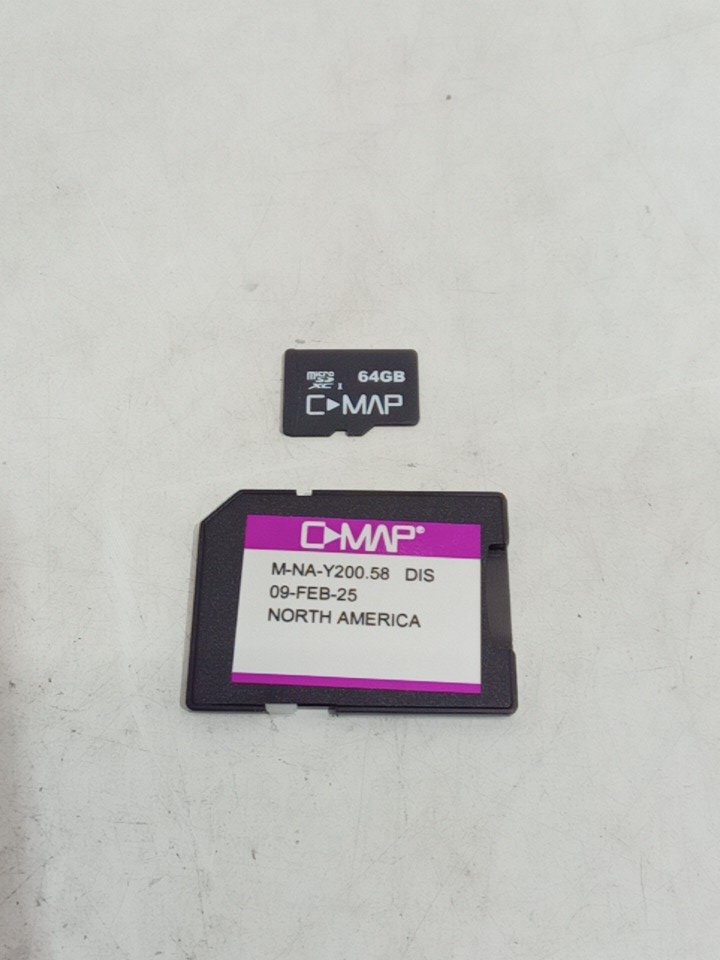 micro SD XC I 64GB
C-MAP
C-MAP®
M-NA-Y200.58 DIS
09-FEB-25
NORTH AMERICA